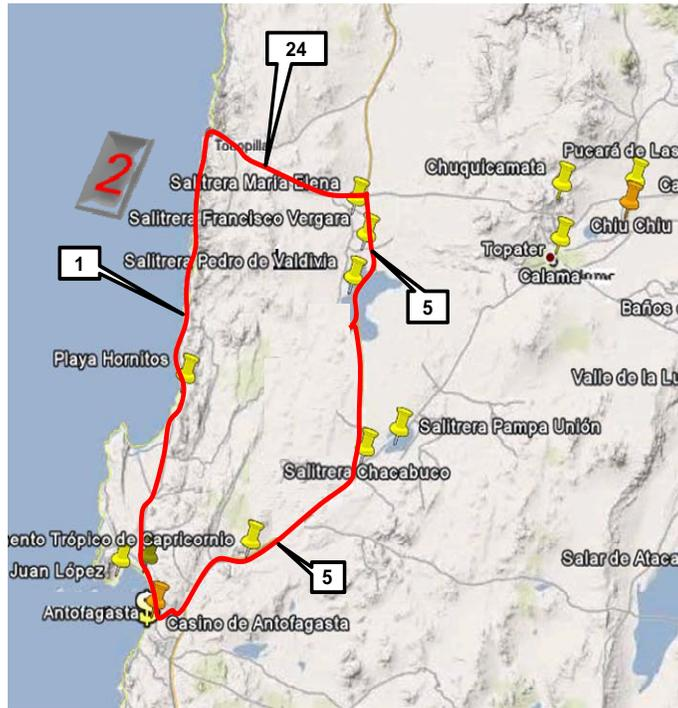 24
Tocopilla
2
Pucará de Las
Chuquicamata
Salitrera María Elena
Ca
Salitrera Francisco Vergara
Chiu Chiu
Topater
Salitrera Pedro de Valdivia
1
Calama
5
Baños
Playa Hornitos
Valle de la Lu
Salitrera Pampa Unión
Salitrera Chacabuco
ento Trópico de Capricornio
Juan López
Salar de Ataca
5
Antofagasta
$
Casino de Antofagasta